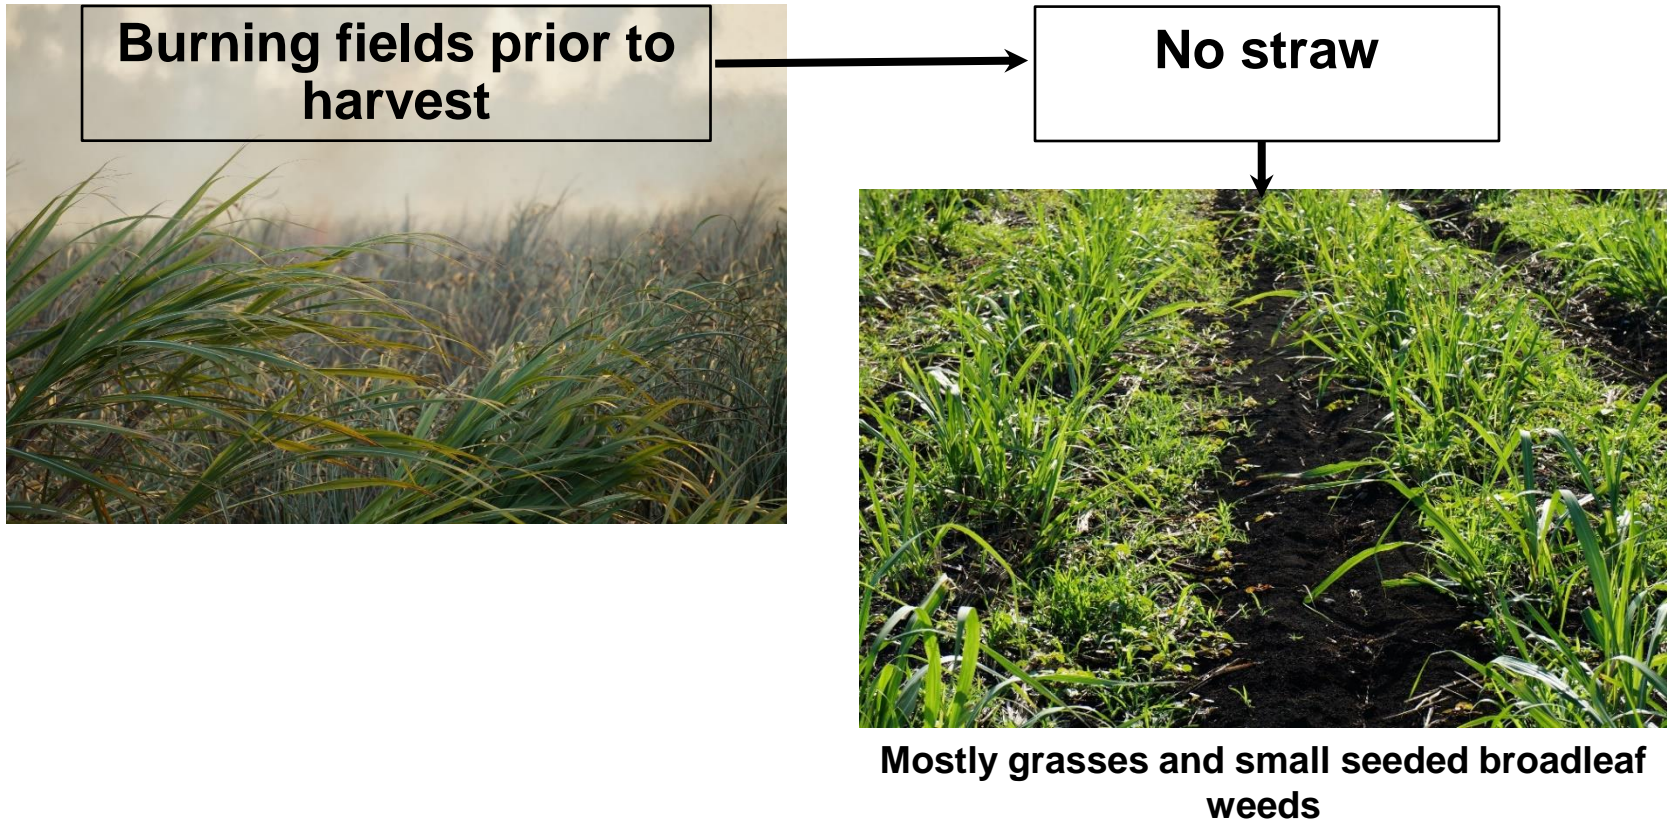 Burning fields prior to
harvest
No straw
Mostly grasses and small seeded broadleaf
weeds